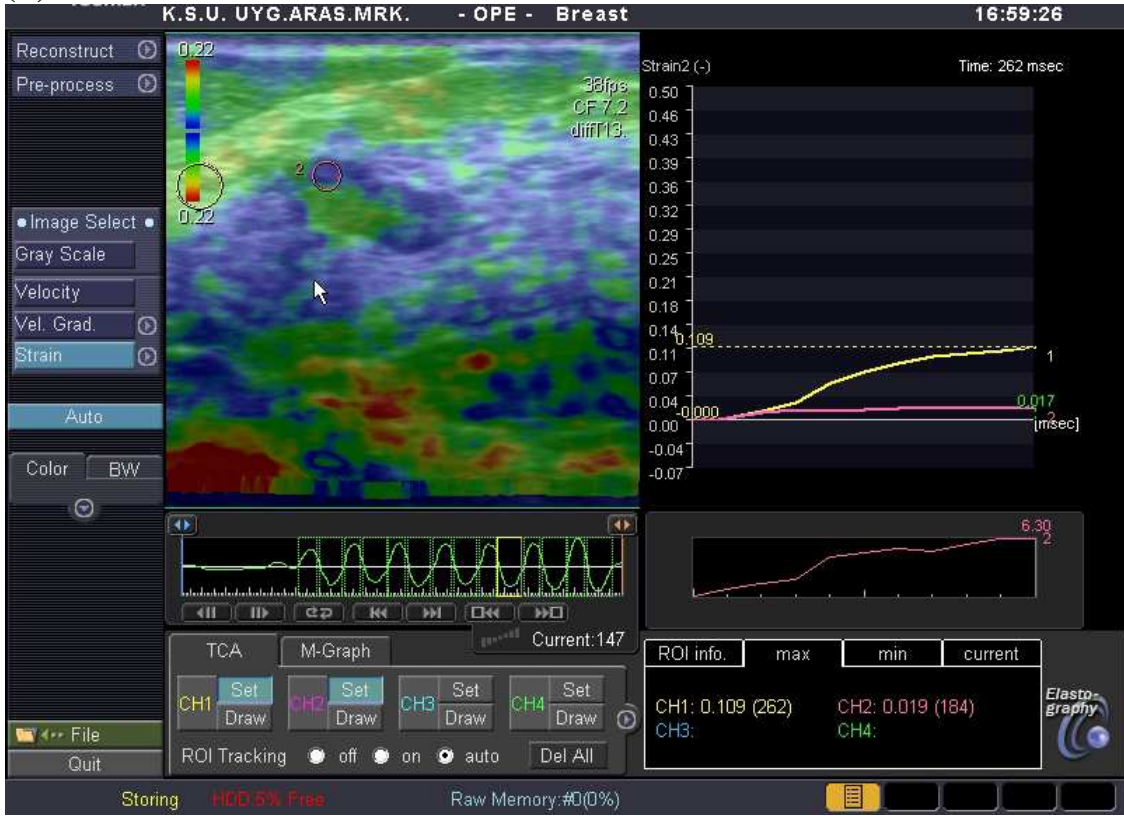 K.S.U. UYG.ARAS.MRK. - OPE - Breast 16:59:26
Reconstruct
Pre-process
Image Select
Gray Scale
Velocity
Vel. Grad.
Strain
Auto
Color BW
File
Quit
0.22
38fps
CF 7.2
diffT13.
2
0.22
Strain2 (-) Time: 262 msec
0.50
0.46
0.43
0.39
0.36
0.32
0.29
0.25
0.21
0.18
0.14
0.109
0.11
1
0.07
0.04
-0.000
0.017
0.00
2
[msec]
-0.04
-0.07
6.30
2
Current:147
TCA M-Graph
CH1 Set Draw
CH2 Set Draw
CH3 Set Draw
CH4 Set Draw
ROI Tracking off on auto Del All
ROI info. max min current
CH1: 0.109 (262) CH2: 0.019 (184)
CH3: CH4:
Elasto-
graphy
Storing HDD:5% Free Raw Memory:#0(0%)